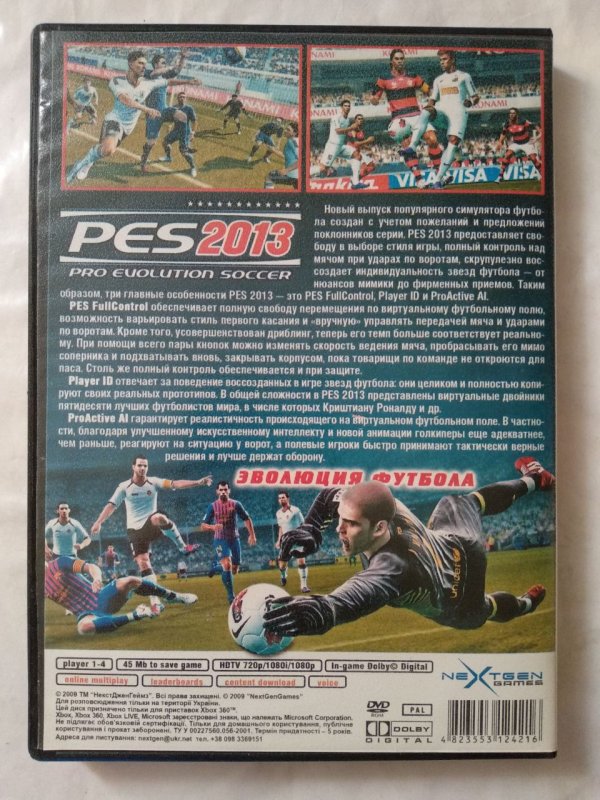 KONAMI
KONAMI
VISA VISA VISA
PES2013
PRO EVOLUTION SOCCER
Новый выпуск популярного симулятора футбо-
ла создан с учетом пожеланий и предложений
поклонников серии. PES 2013 предоставляет сво-
боду в выборе стиля игры, полный контроль над
мячом при ударах по воротам, скрупулезно вос-
создает индивидуальность звезд футбола – от
нюансов мимики до фирменных приемов. Таким
образом, три главные особенности PES 2013 – это PES FullControl, Player ID и ProActive AI.
PES FullControl обеспечивает полную свободу перемещения по виртуальному футбольному полю,
возможность варьировать стиль первого касания и «вручную» управлять передачей мяча и ударами
по воротам. Кроме того, усовершенствован дриблинг, теперь его темп больше соответствует реально-
му. При помощи всего пары кнопок можно изменять скорость ведения мяча, пробрасывать его мимо
соперника и подхватывать вновь, закрывать корпусом, пока товарищи по команде не откроются для
паса. Столь же полный контроль обеспечивается и при защите.
Player ID отвечает за поведение воссозданных в игре звезд футбола: они целиком и полностью копи-
руют своих реальных прототипов. В общей сложности в PES 2013 представлены виртуальные двойники
пятидесяти лучших футболистов мира, в числе которых Криштиану Роналду и др.
ProActive AI гарантирует реалистичность происходящего на виртуальном футбольном поле. В частно-
сти, благодаря улучшенному искусственному интеллекту и новой анимации голкиперы еще адекватнее,
чем раньше, реагируют на ситуацию у ворот, а полевые игроки быстро принимают тактически верные
решения и лучше держат оборону.
ЭВОЛЮЦИЯ ФУТБОЛА
player 1-4
45 Mb to save game
HDTV 720p/1080i/1080p
In-game Dolby® Digital
online multiplay
leaderboards
content download
voice
NEXTGEN
GAMES
© 2009 ТМ "НекстДженГеймз". Всі права захищені. © 2009 "NextGenGames"
Для розповсюдження тільки на території України.
Цей диск призначено тільки для приставок Xbox 360™.
Xbox, Xbox 360, Xbox LIVE, Microsoft зареєстровані знаки, що належать Microsoft Corporation.
Не підлягає обов'язковій сертифікації. Тільки для домашнього користування, публічне
користування і прокат заборонені. ТУ У 00227560.056-2001. Термін придатності - 5 років.
Адреса для листування: nextgen@ukr.net тел. +38 098 3369151
DVD
ROM
PAL
DOLBY
DIGITAL
4 823553 124216